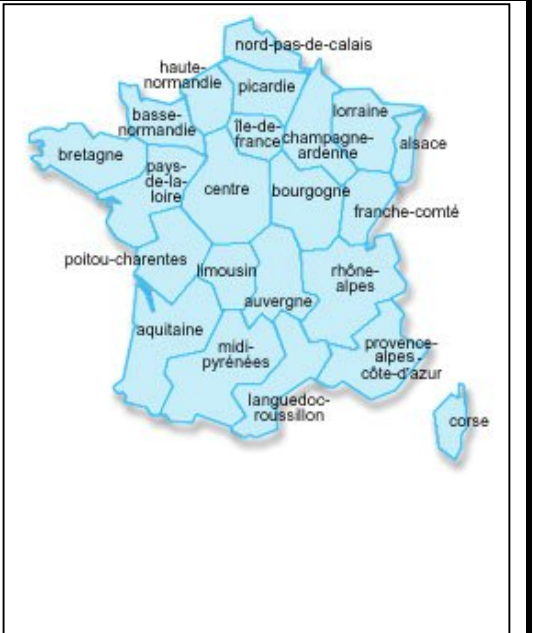 nord-pas-de-calais
haute-
normandie
picardie
basse-
normandie
île-de-
france
champagne-
ardenne
lorraine
alsace
bretagne
pays-
de-la-
loire
centre
bourgogne
franche-comté
poitou-charentes
limousin
auvergne
rhône-
alpes
aquitaine
midi-
pyrénées
provence-
alpes-
côte-d'azur
languedoc-
roussillon
corse